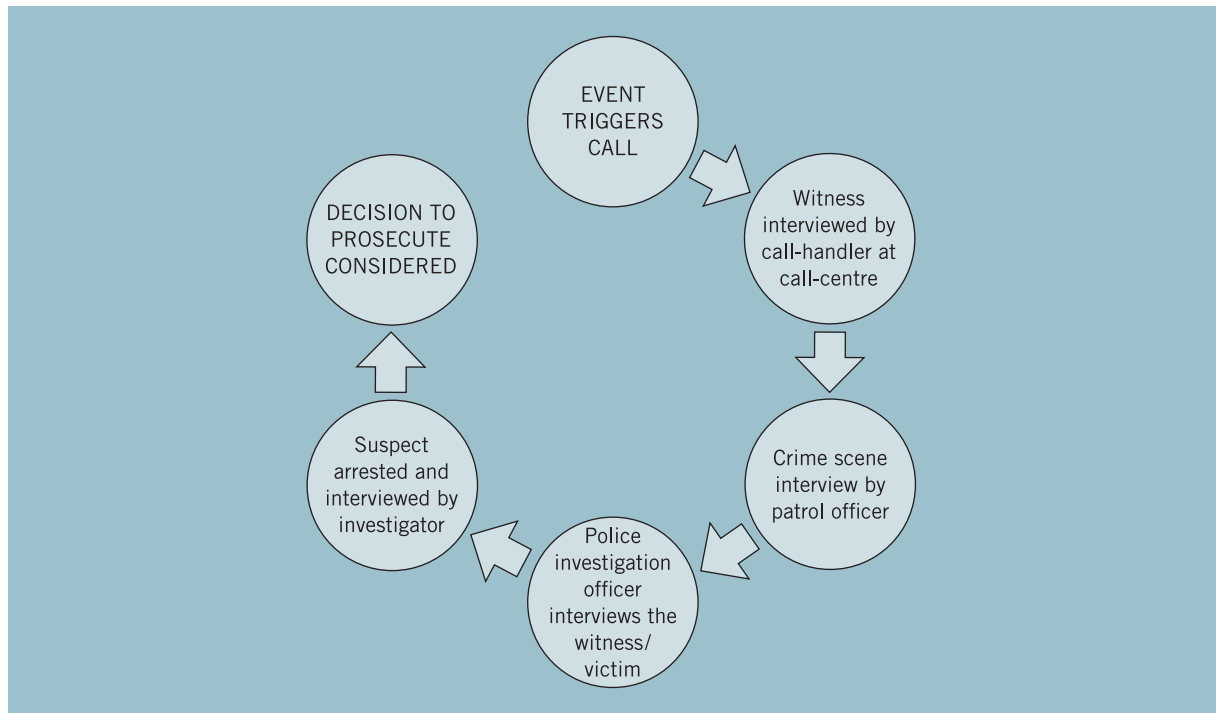 EVENT
TRIGGERS
CALL
Witness
interviewed by
call-handler at
call-centre
Crime scene
interview by
patrol officer
Police
investigation
officer
interviews the
witness/
victim
Suspect
arrested and
interviewed by
investigator
DECISION TO
PROSECUTE
CONSIDERED